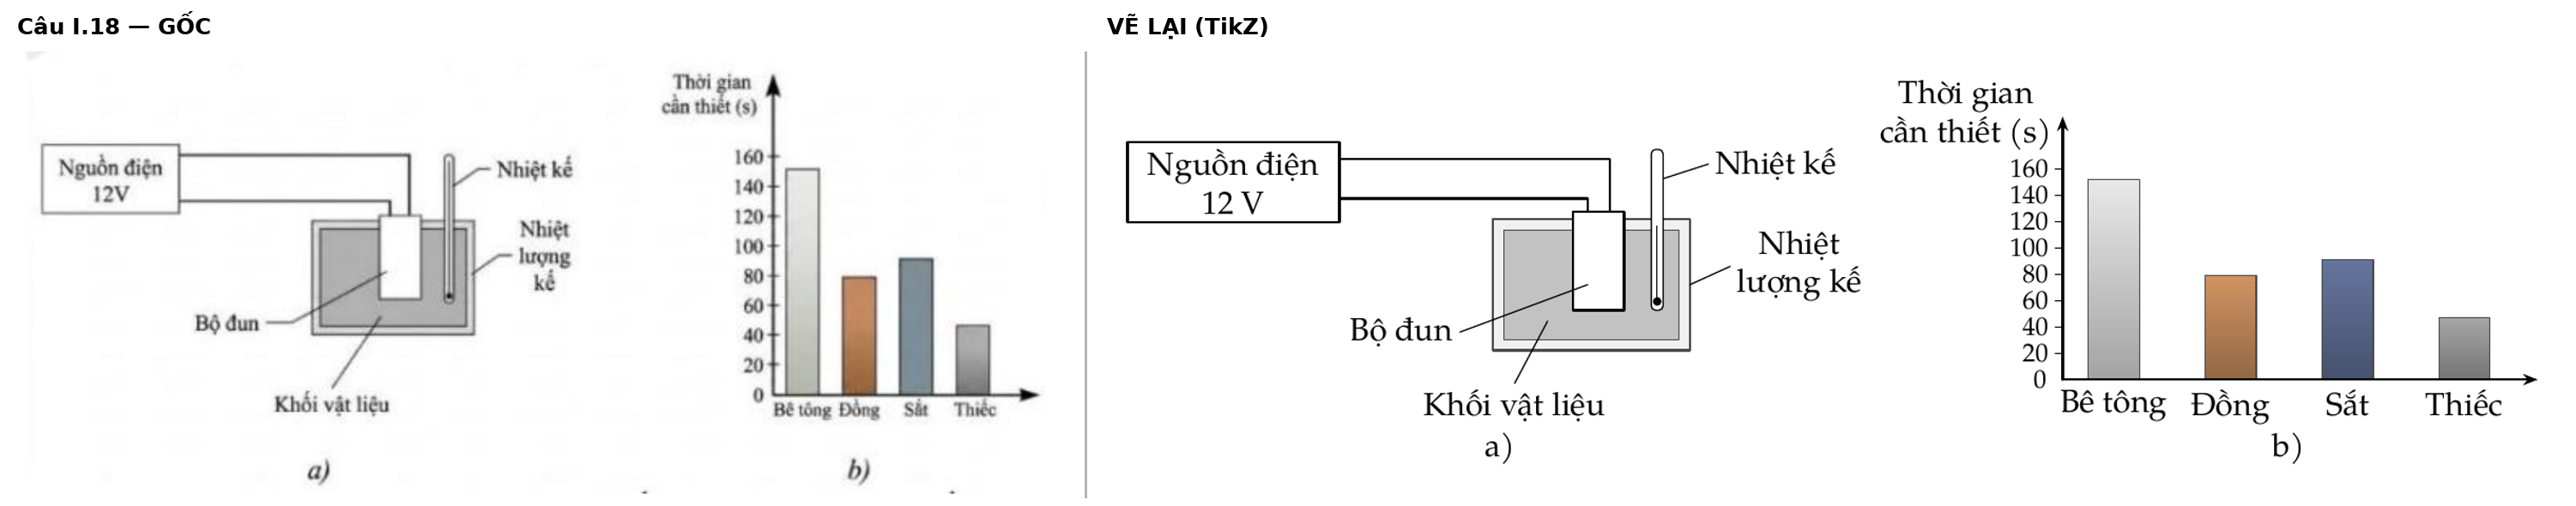 Câu I.18 — GỐC
Nguồn điện
12V
Nhiệt kế
Nhiệt
lượng
kế
Bộ đun
Khối vật liệu
a)
Thời gian
cần thiết (s)
160
140
120
100
80
60
40
20
0
Bê tông Đồng Sắt Thiếc
b)
VẼ LẠI (TikZ)
Nguồn điện
12 V
Nhiệt kế
Nhiệt
lượng kế
Bộ đun
Khối vật liệu
a)
Thời gian
cần thiết (s)
160
140
120
100
80
60
40
20
0
Bê tông Đồng Sắt Thiếc
b)